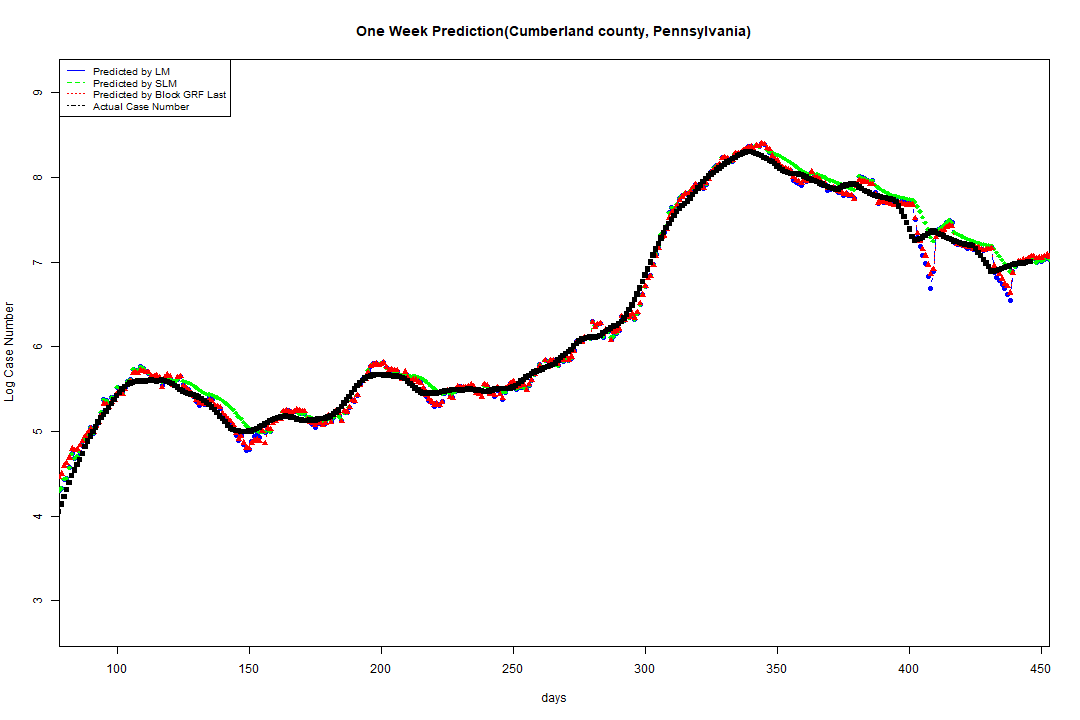 One Week Prediction(Cumberland county, Pennsylvania)
Predicted by LM
Predicted by SLM
Predicted by Block GRF Last
Actual Case Number
9
8
7
6
5
4
3
Log Case Number
100 150 200 250 300 350 400 450
days